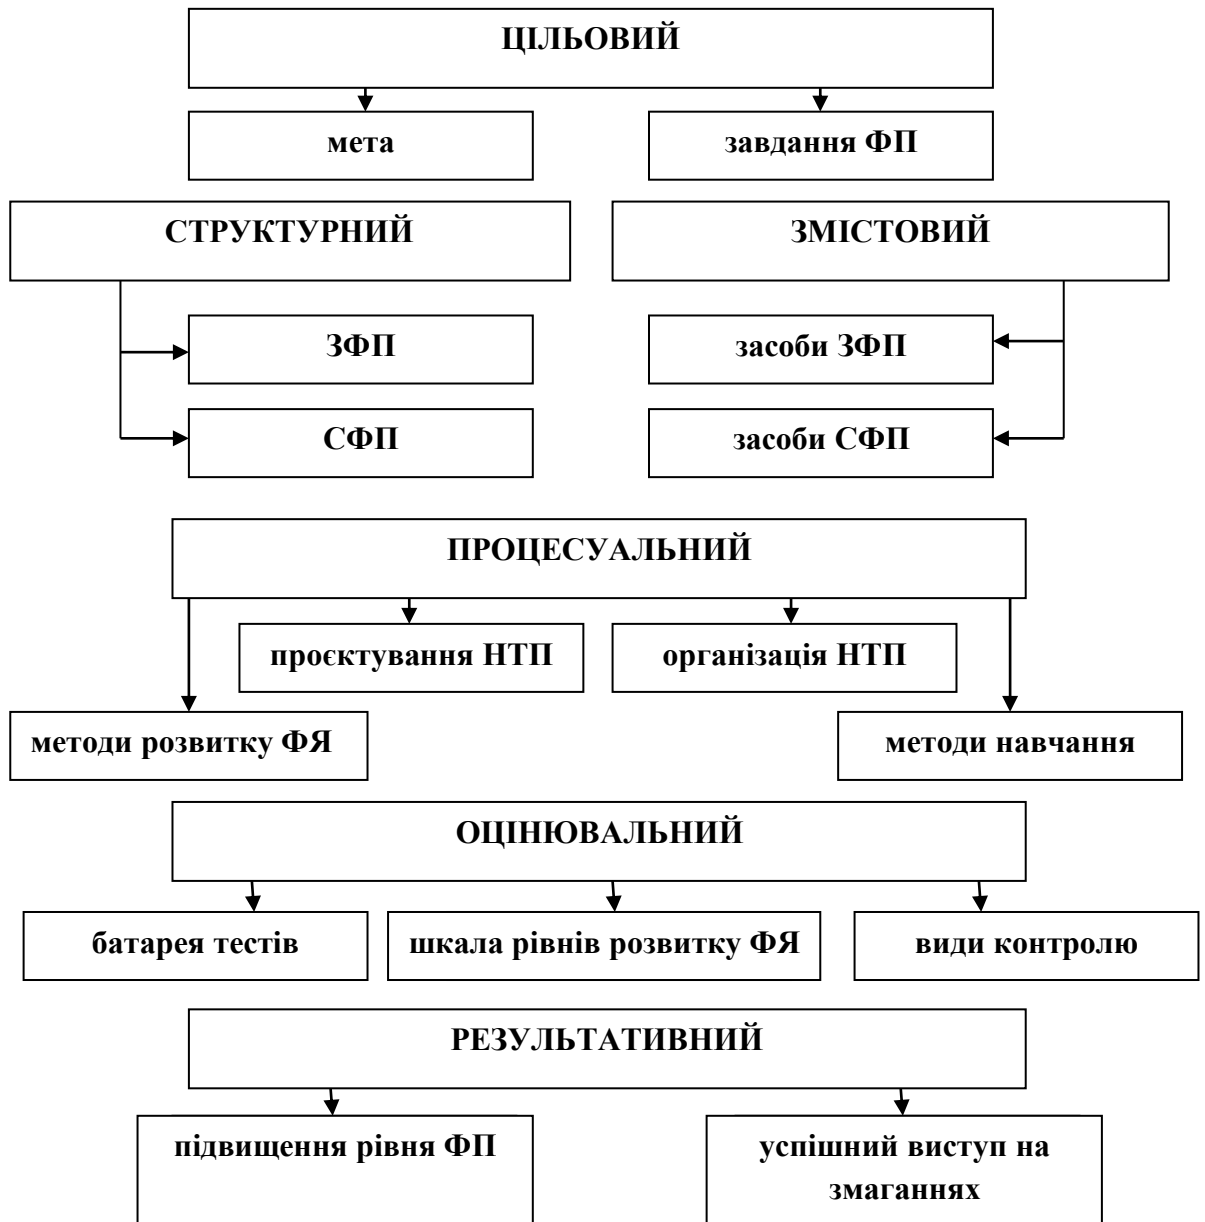 ЦІЛЬОВИЙ
мета
завдання ФП
СТРУКТУРНИЙ
ЗМІСТОВИЙ
ЗФП
засоби ЗФП
СФП
засоби СФП
ПРОЦЕСУАЛЬНИЙ
проєктування НТП
організація НТП
методи розвитку ФЯ
методи навчання
ОЦІНЮВАЛЬНИЙ
батарея тестів
шкала рівнів розвитку ФЯ
види контролю
РЕЗУЛЬТАТИВНИЙ
підвищення рівня ФП
успішний виступ на
змаганнях